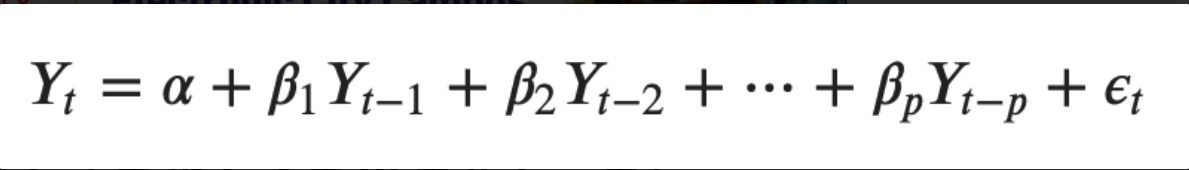 Yₜ = α + β₁Yₜ₋₁ + β₂Yₜ₋₂ + ⋯ + βₚYₜ₋ₚ + ϵₜ